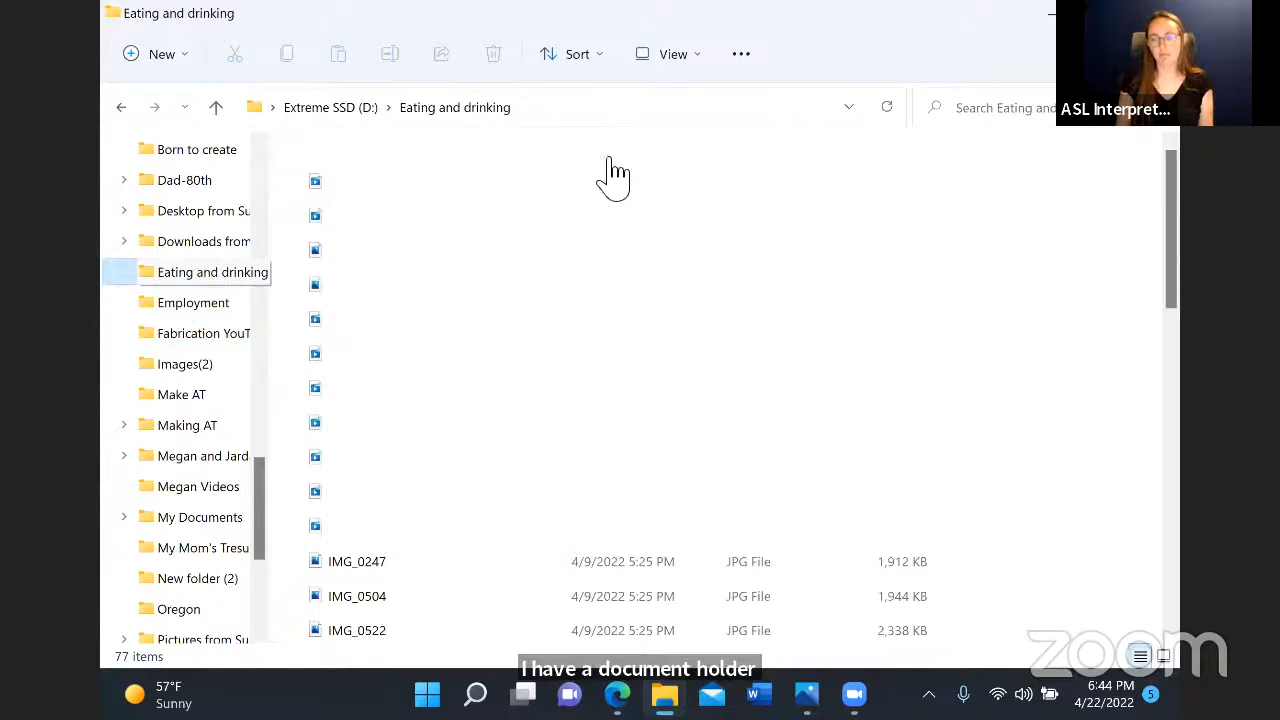 Eating and drinking
New
Sort
View
Extreme SSD (D:) > Eating and drinking
Search Eating and
ASL Interpret...
Born to create
Dad-80th
Desktop from Su
Downloads from
Eating and drinking
Employment
Fabrication YouT
Images(2)
Make AT
Making AT
Megan and Jard
Megan Videos
My Documents
My Mom's Tresu
New folder (2)
Oregon
Pictures from Su
IMG_0247 4/9/2022 5:25 PM JPG File 1,912 KB
IMG_0504 4/9/2022 5:25 PM JPG File 1,944 KB
IMG_0522 4/9/2022 5:25 PM JPG File 2,338 KB
77 items
I have a document holder
zoom
57°F
Sunny
6:44 PM
4/22/2022
5